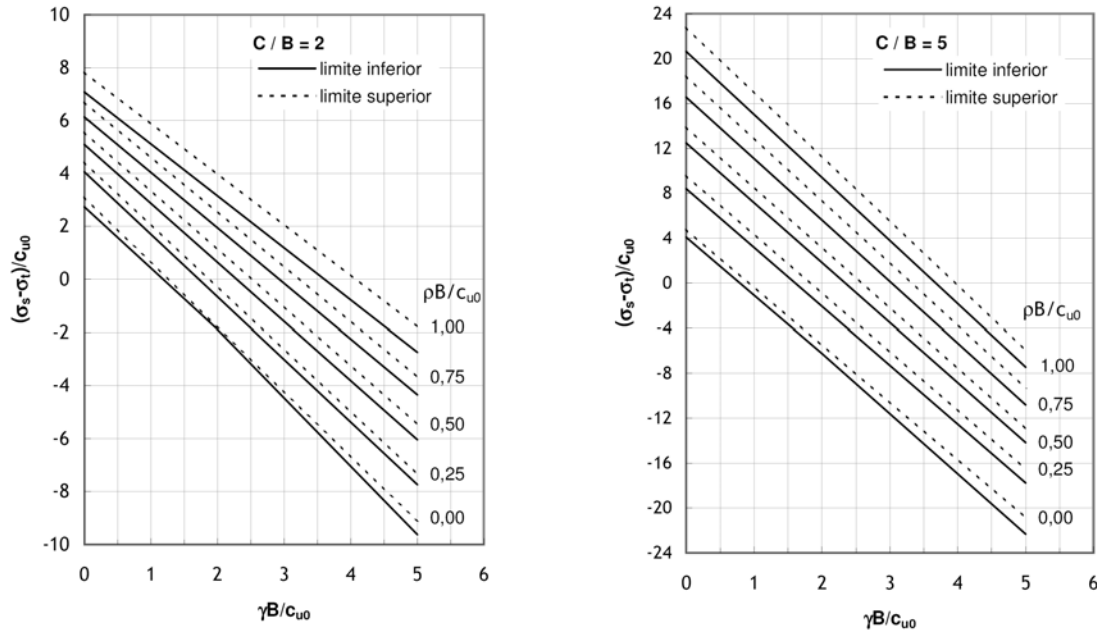 10
8
6
4
2
0
-2
-4
-6
-8
-10
(σs-σt)/cu0
C / B = 2
limite inferior
limite superior
ρB/cu0
1,00
0,75
0,50
0,25
0,00
0 1 2 3 4 5 6
γB/cu0
24
20
16
12
8
4
0
-4
-8
-12
-16
-20
-24
(σs-σt)/cu0
C / B = 5
limite inferior
limite superior
ρB/cu0
1,00
0,75
0,50
0,25
0,00
0 1 2 3 4 5 6
γB/cu0